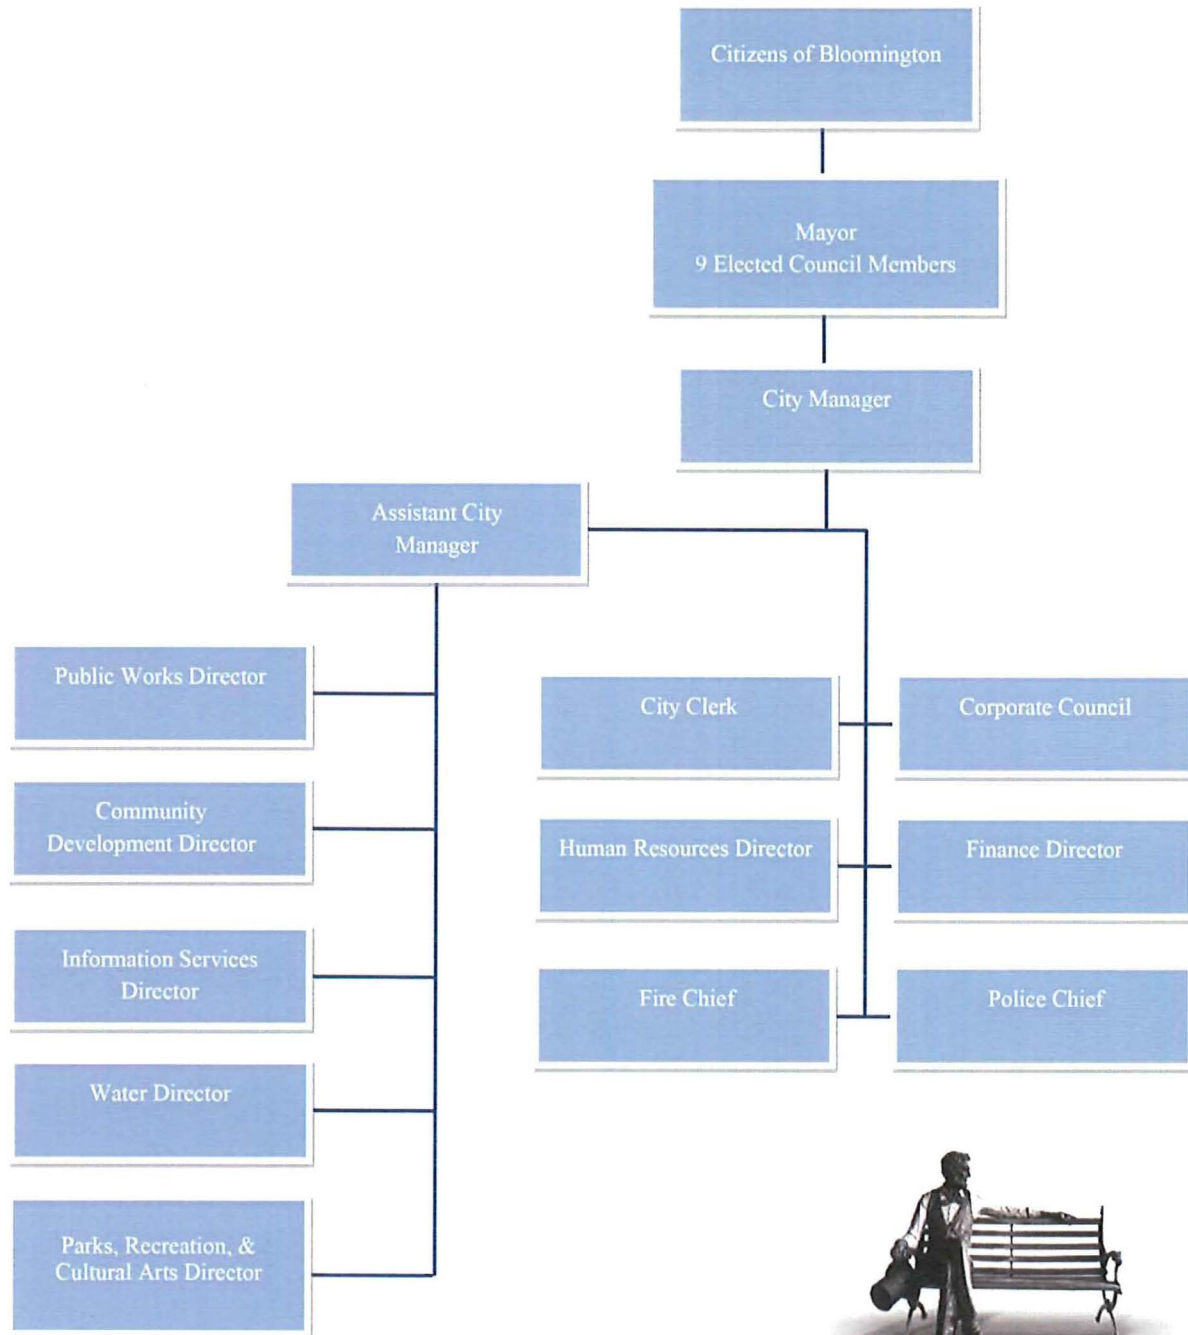 Citizens of Bloomington
Mayor
9 Elected Council Members
City Manager
Assistant City
Manager
Public Works Director
Community
Development Director
Information Services
Director
Water Director
Parks, Recreation, &
Cultural Arts Director
City Clerk
Corporate Council
Human Resources Director
Finance Director
Fire Chief
Police Chief